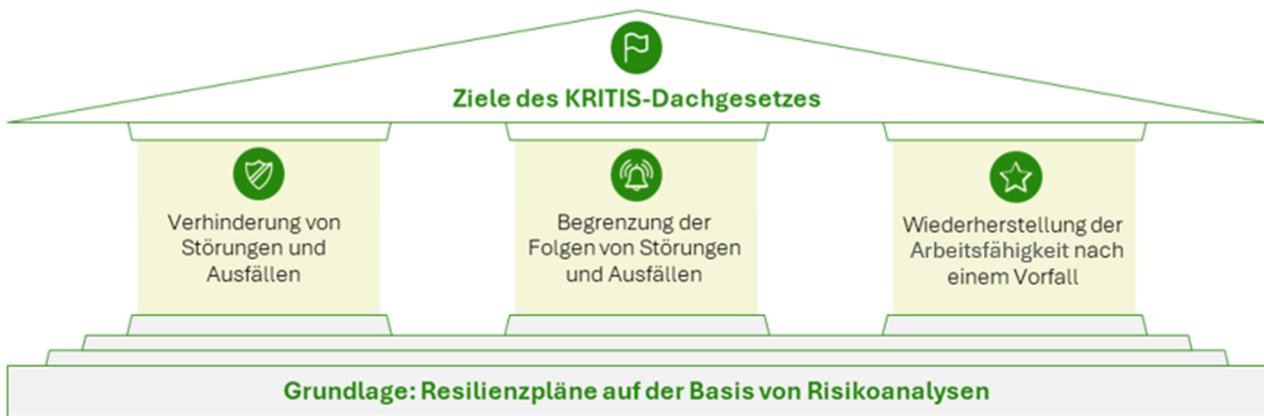 Ziele des KRITIS-Dachgesetzes
Verhinderung von
Störungen und
Ausfällen
Begrenzung der
Folgen von Störungen
und Ausfällen
Wiederherstellung der
Arbeitsfähigkeit nach
einem Vorfall
Grundlage: Resilienzpläne auf der Basis von Risikoanalysen